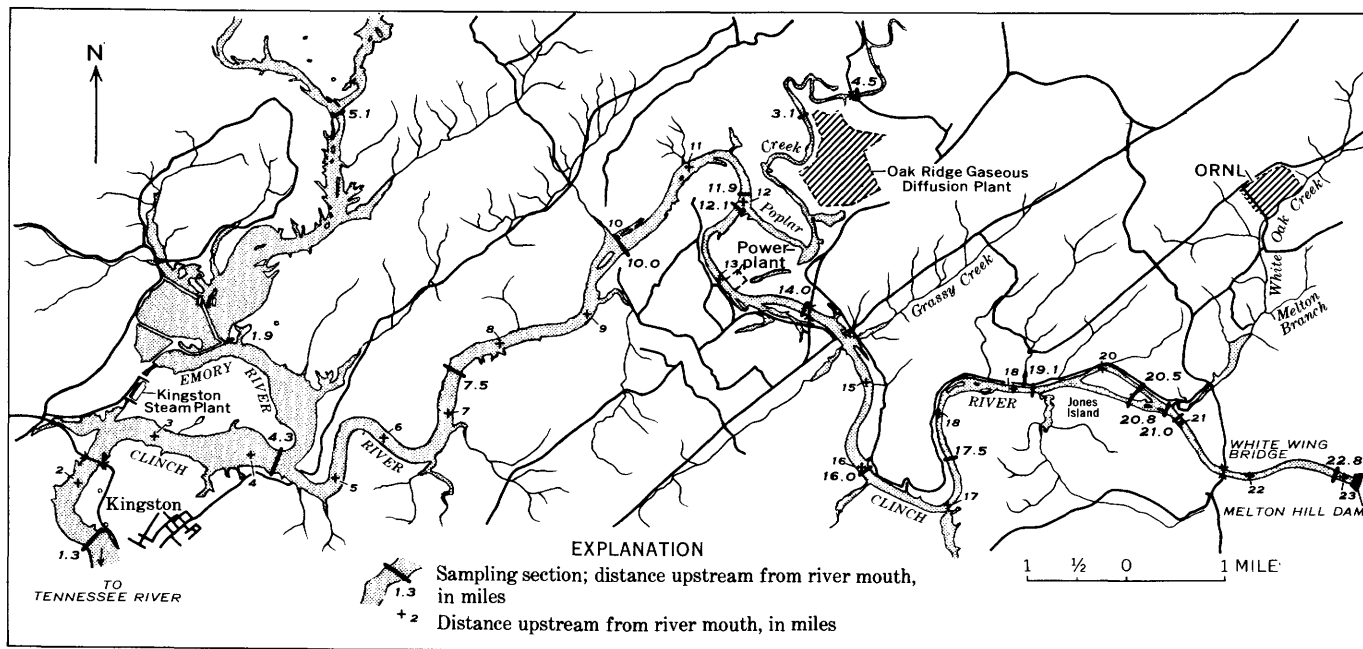 N
5.1
4.5
3.1
Creek
Oak Ridge Gaseous
Diffusion Plant
ORNL
White Oak Creek
Melton
Branch
11
11.9
12
12.1
Poplar
Power-
plant
13
14.0
Grassy Creek
10
10.0
9
8
7.5
7
6
5
1.9
EMORY
RIVER
Kingston
Steam Plant
3
4.3
4
CLINCH
RIVER
2
Kingston
1.3
TO
TENNESSEE RIVER
15
16
16.0
CLINCH
17
17.5
18
RIVER
18
19.1
Jones
Island
20
20.5
20.8
21
21.0
WHITE WING
BRIDGE
22
22.8
23
MELTON HILL DAM
EXPLANATION
1.3
Sampling section; distance upstream from river mouth,
in miles
+2 Distance upstream from river mouth, in miles
1 ½ 0 1 MILE